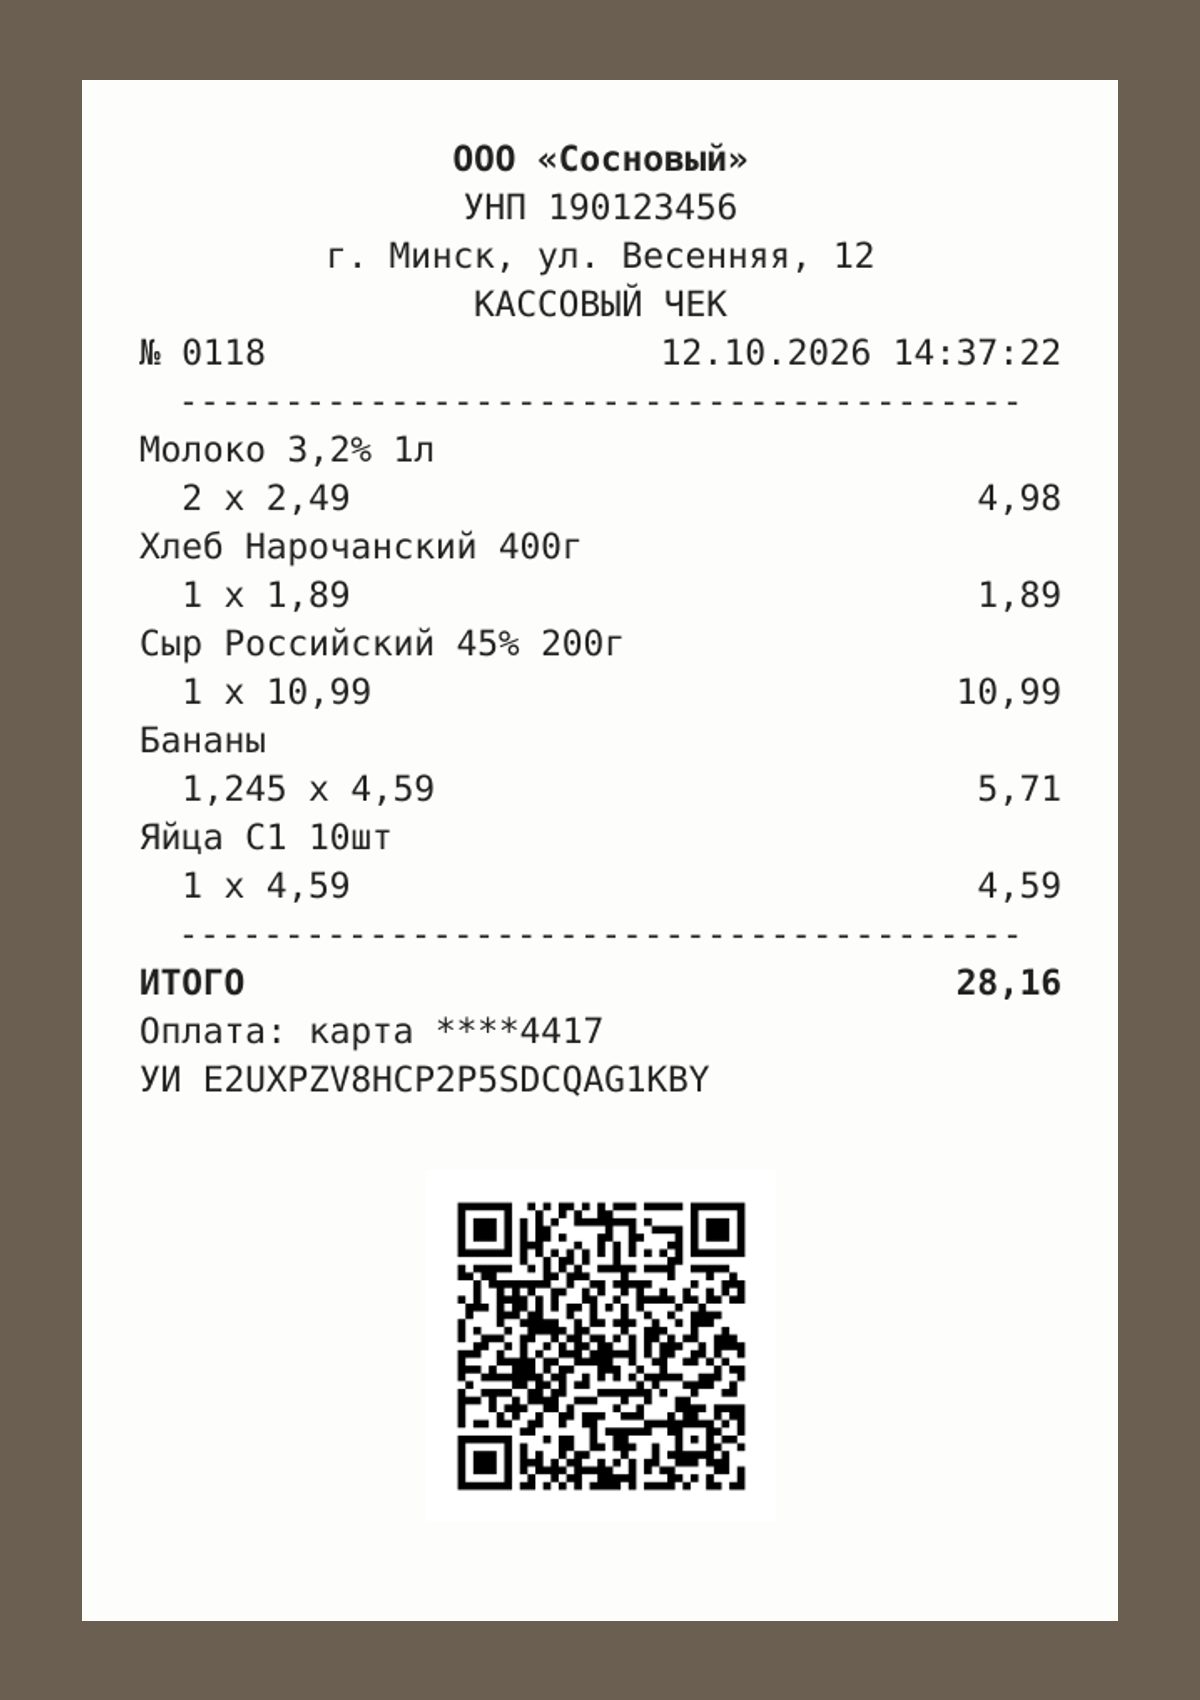 ООО «Сосновый»
УНП 190123456
г. Минск, ул. Весенняя, 12
КАССОВЫЙ ЧЕК
№ 0118 12.10.2026 14:37:22
----------------------------------------
Молоко 3,2% 1л
2 x 2,49 4,98
Хлеб Нарочанский 400г
1 x 1,89 1,89
Сыр Российский 45% 200г
1 x 10,99 10,99
Бананы
1,245 x 4,59 5,71
Яйца С1 10шт
1 x 4,59 4,59
----------------------------------------
ИТОГО 28,16
Оплата: карта ****4417
УИ E2UXPZV8HCP2P5SDCQAG1KBY